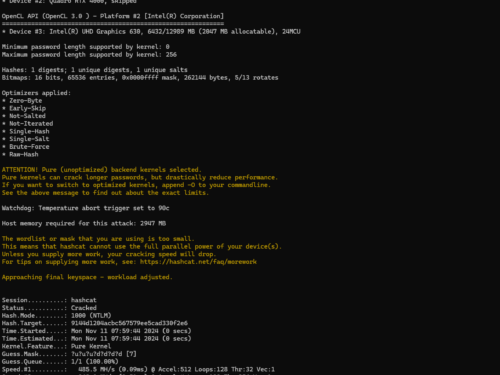 * Device #2: Quadro RTX 4000, skipped
OpenCL API (OpenCL 3.0 ) - Platform #2 [Intel(R) Corporation]
* Device #3: Intel(R) UHD Graphics 630, 6432/12989 MB (2047 MB allocatable), 24MCU
Minimum password length supported by kernel: 0
Maximum password length supported by kernel: 256
Hashes: 1 digests; 1 unique digests, 1 unique salts
Bitmaps: 16 bits, 65536 entries, 0x0000ffff mask, 262144 bytes, 5/13 rotates
Optimizers applied:
* Zero-Byte
* Early-Skip
* Not-Salted
* Not-Iterated
* Single-Hash
* Single-Salt
* Brute-Force
* Raw-Hash
ATTENTION! Pure (unoptimized) backend kernels selected.
Pure kernels can crack longer passwords, but drastically reduce performance.
If you want to switch to optimized kernels, append -O to your commandline.
See the above message to find out about the exact limits.
Watchdog: Temperature abort trigger set to 90c
Host memory required for this attack: 2947 MB
The wordlist or mask that you are using is too small.
This means that hashcat cannot use the full parallel power of your device(s).
Unless you supply more work, your cracking speed will drop.
For tips on supplying more work, see: https://hashcat.net/faq/morework
Approaching final keyspace - workload adjusted.
Session..........: hashcat
Status...........: Cracked
Hash.Mode........: 1000 (NTLM)
Hash.Target......: 9144d1204acbc567579ee5cad330f2e6
Time.Started.....: Mon Nov 11 07:59:44 2024 (0 secs)
Time.Estimated...: Mon Nov 11 07:59:44 2024 (0 secs)
Kernel.Feature...: Pure Kernel
Guess.Mask.......: ?u?u?u?d?d?d?d [7]
Guess.Queue......: 1/1 (100.00%)
Speed.#1.........: 485.5 MH/s (0.09ms) @ Accel:512 Loops:128 Thr:32 Vec:1